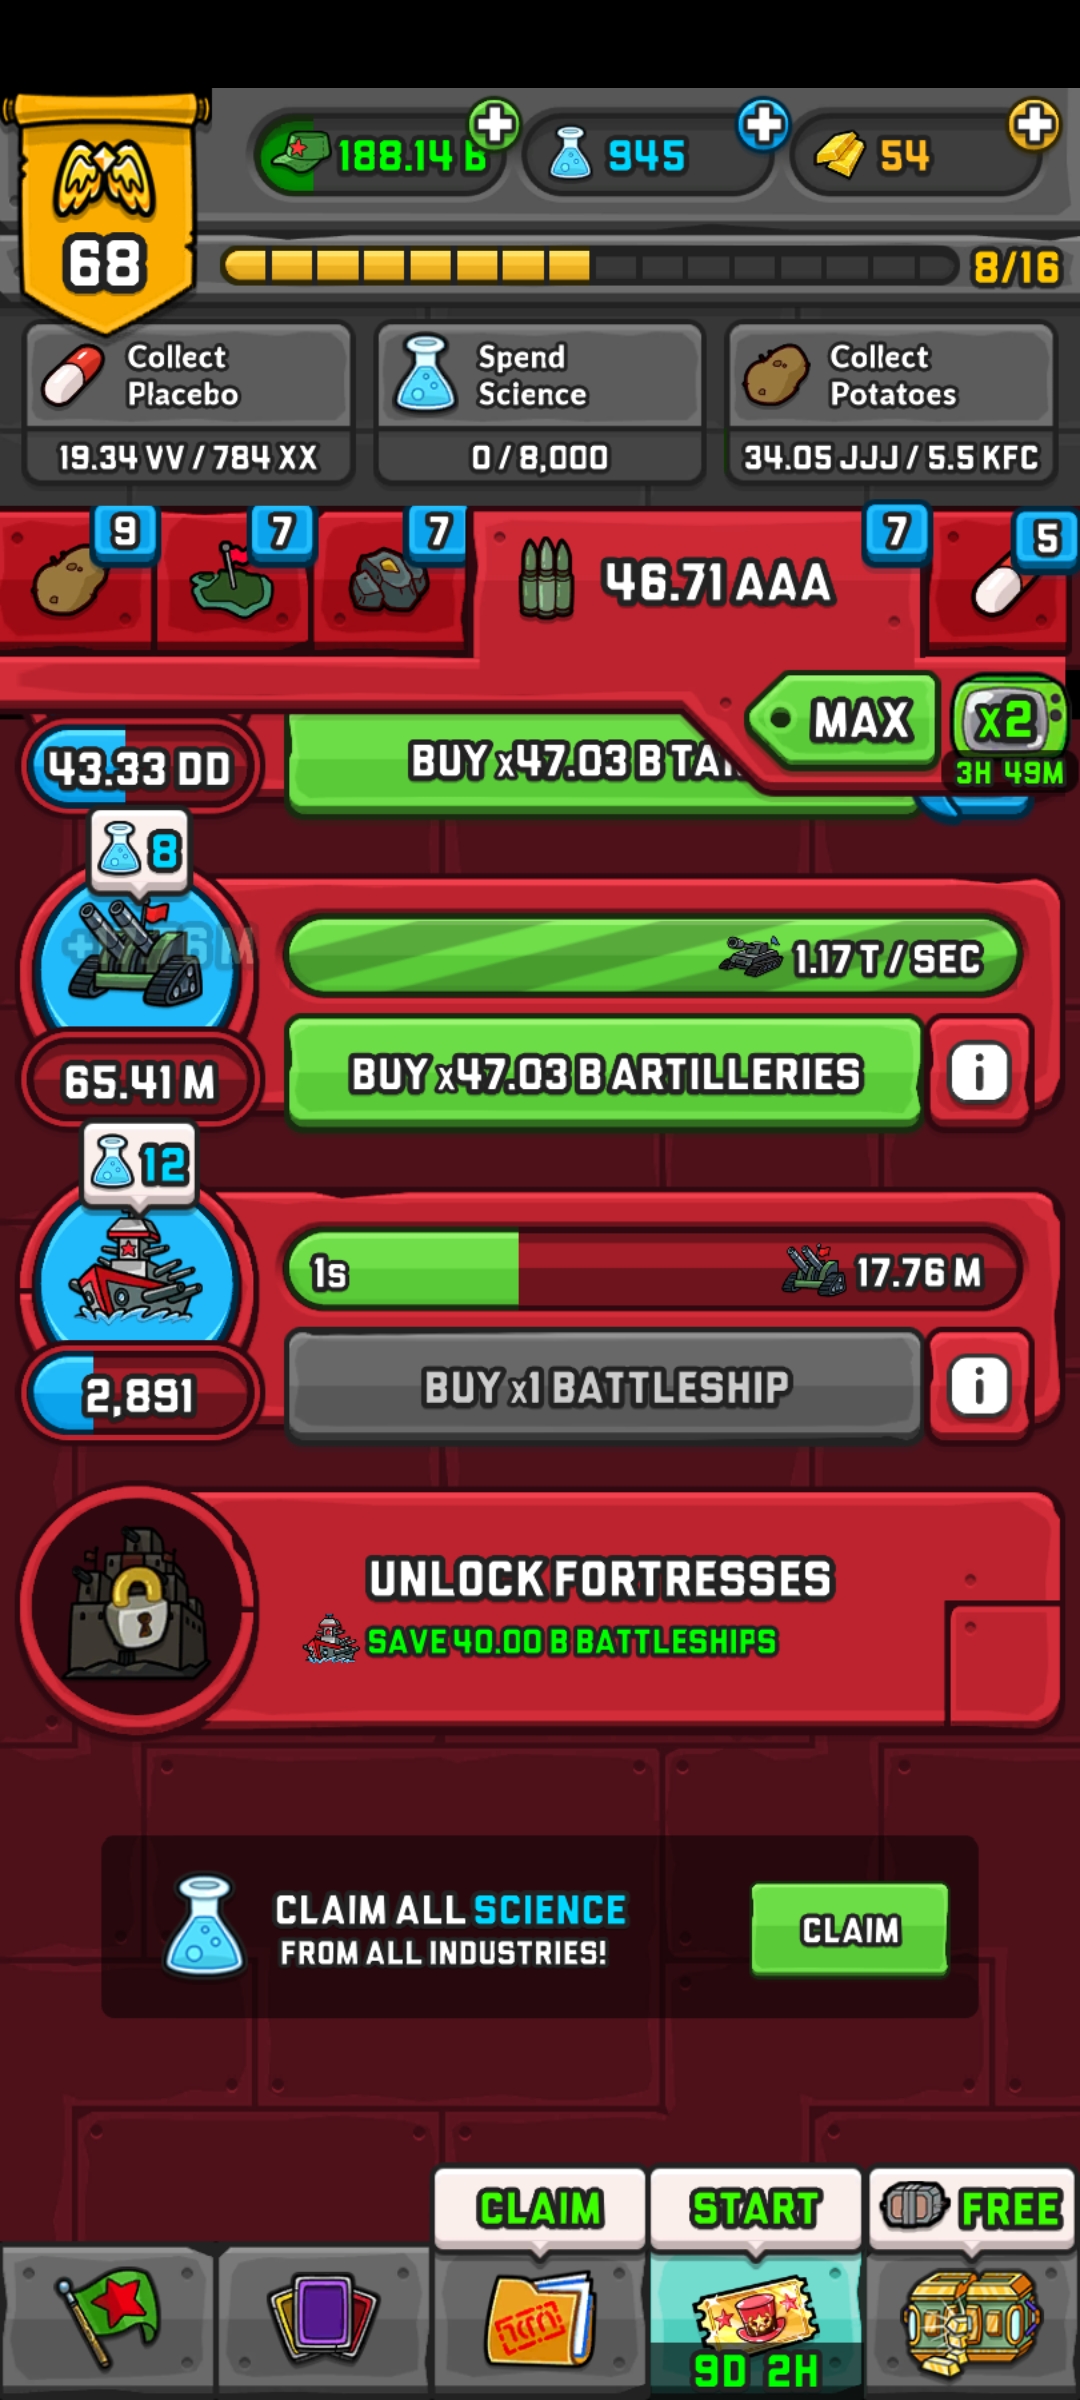 188.14 B
945
54
68
8/16
Collect
Placebo
19.34 VV / 784 XX
Spend
Science
0 / 8,000
Collect
Potatoes
34.05 JJJ / 5.5 KFC
9
7
7
46.71 AAA
7
5
MAX
x2
3H 49M
43.33 DD
BUY x47.03 B
8
1.17 T / SEC
65.41 M
BUY x47.03 B ARTILLERIES
i
12
1s
17.76 M
2,891
BUY x1 BATTLESHIP
i
UNLOCK FORTRESSES
SAVE 40.00 B BATTLESHIPS
CLAIM ALL SCIENCE
FROM ALL INDUSTRIES!
CLAIM
CLAIM
START
FREE
9D 2H